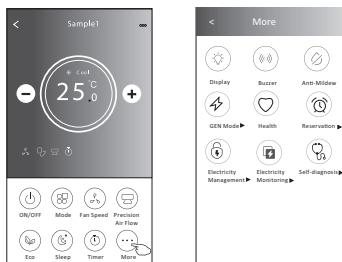 Sample1
Cool
25.0°C
ON/OFF
Mode
Fan Speed
Precision
Air Flow
Eco
Sleep
Timer
More
More
Display
Buzzer
Anti-Mildew
GEN Mode▶
Health
Reservation▶
Electricity
Management▶
Electricity
Monitoring▶
Self-diagnosis▶